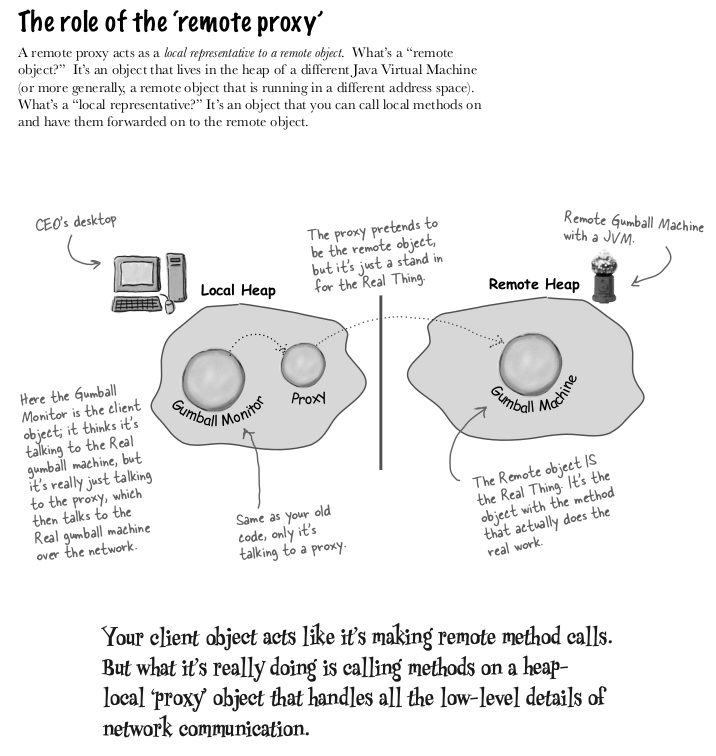 The role of the 'remote proxy'
A remote proxy acts as a local representative to a remote object. What's a “remote
object?” It's an object that lives in the heap of a different Java Virtual Machine
(or more generally, a remote object that is running in a different address space).
What's a “local representative?” It's an object that you can call local methods on
and have them forwarded on to the remote object.
CEO's desktop
The proxy pretends to
be the remote object,
but it's just a stand in
for the Real Thing.
Remote Gumball Machine
with a JVM.
Local Heap
Remote Heap
Gumball Monitor
Proxy
Gumball Machine
Here the Gumball
Monitor is the client
object; it thinks it's
talking to the Real
gumball machine, but
it's really just talking
to the proxy, which
then talks to the
Real gumball machine
over the network.
Same as your old
code, only it's
talking to a proxy.
The Remote object IS
the Real Thing. It's the
object with the method
that actually does the
real work.
Your client object acts like it's making remote method calls.
But what it's really doing is calling methods on a heap-
local 'proxy' object that handles all the low-level details of
network communication.